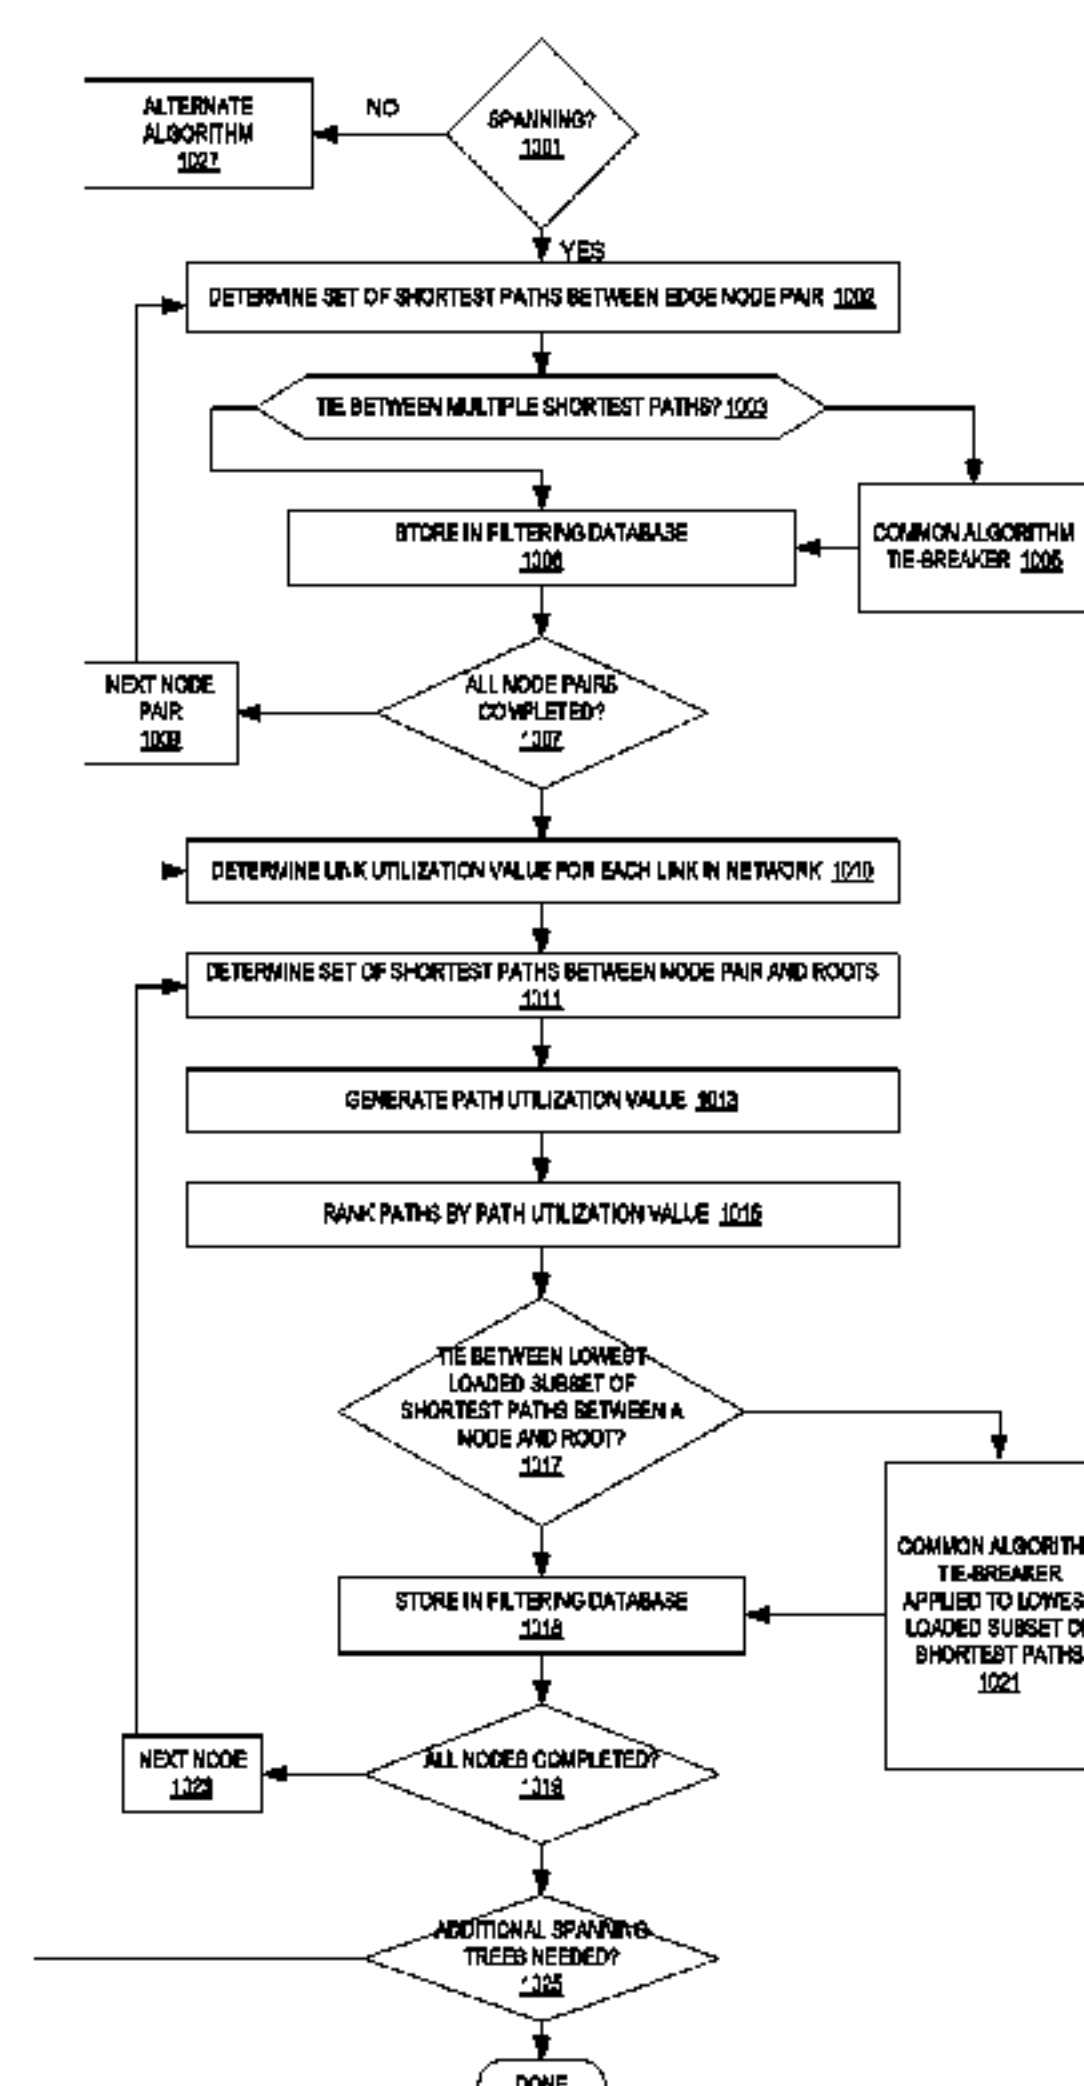 SPANNING?
1001
NO
ALTERNATE
ALGORITHM
1027
YES
DETERMINE SET OF SHORTEST PATHS BETWEEN EDGE NODE PAIR 1002
TIE BETWEEN MULTIPLE SHORTEST PATHS? 1003
STORE IN FILTERING DATABASE
1006
COMMON ALGORITHM
TIE-BREAKER 1005
ALL NODE PAIRS
COMPLETED?
1007
NEXT NODE
PAIR
1009
DETERMINE LINK UTILIZATION VALUE FOR EACH LINK IN NETWORK 1010
DETERMINE SET OF SHORTEST PATHS BETWEEN NODE PAIR AND ROOTS
1011
GENERATE PATH UTILIZATION VALUE 1013
RANK PATHS BY PATH UTILIZATION VALUE 1015
TIE BETWEEN LOWEST
LOADED SUBSET OF
SHORTEST PATHS BETWEEN A
NODE AND ROOT?
1017
STORE IN FILTERING DATABASE
1018
COMMON ALGORITH
TIE-BREAKER
APPLIED TO LOWES
LOADED SUBSET O
SHORTEST PATHS
1021
ALL NODES COMPLETED?
1019
NEXT NODE
1023
ADDITIONAL SPANNING
TREES NEEDED?
1025
DONE